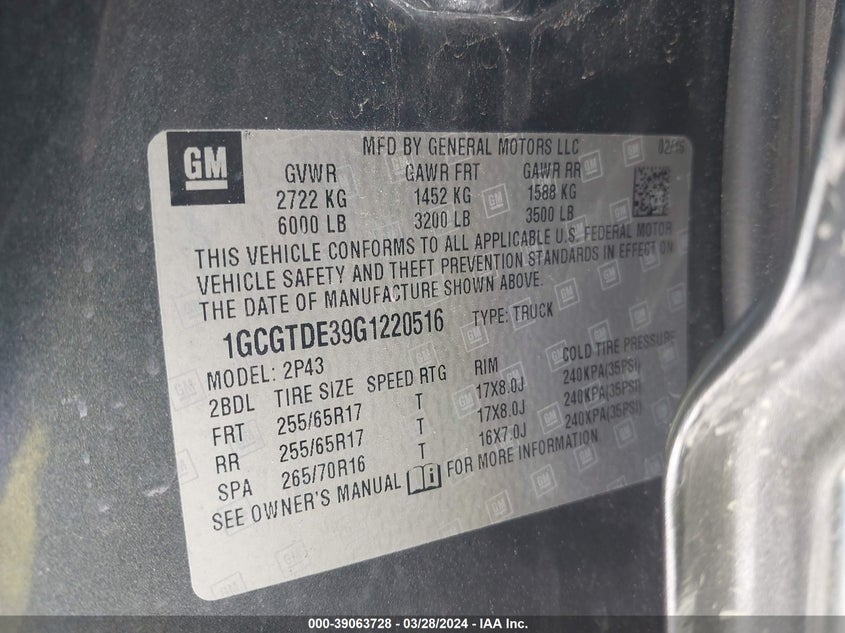 GM
MFD BY GENERAL MOTORS LLC
GVWR GAWR FRT GAWR RR
2722 KG 1452 KG 1588 KG
6000 LB 3200 LB 3500 LB
THIS VEHICLE CONFORMS TO ALL APPLICABLE U.S. FEDERAL MOTOR
VEHICLE SAFETY AND THEFT PREVENTION STANDARDS IN EFFECT ON
THE DATE OF MANUFACTURE SHOWN ABOVE.
1GCGTDE39G1220516 TYPE: TRUCK
MODEL: 2P43
2BDL TIRE SIZE SPEED RTG RIM COLD TIRE PRESSURE
FRT 255/65R17 T 17X8.0J 240KPA(35PSI)
RR 255/65R17 T 17X8.0J 240KPA(35PSI)
SPA 265/70R16 T 16X7.0J 240KPA(35PSI)
SEE OWNER'S MANUAL FOR MORE INFORMATION
000-39063728 | 03/28/2024 | IAA Inc.